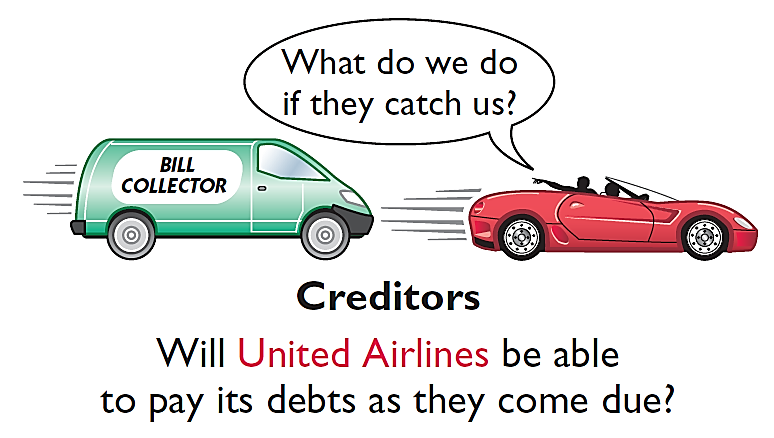 What do we do
if they catch us?
BILL
COLLECTOR
Creditors
Will United Airlines be able
to pay its debts as they come due?